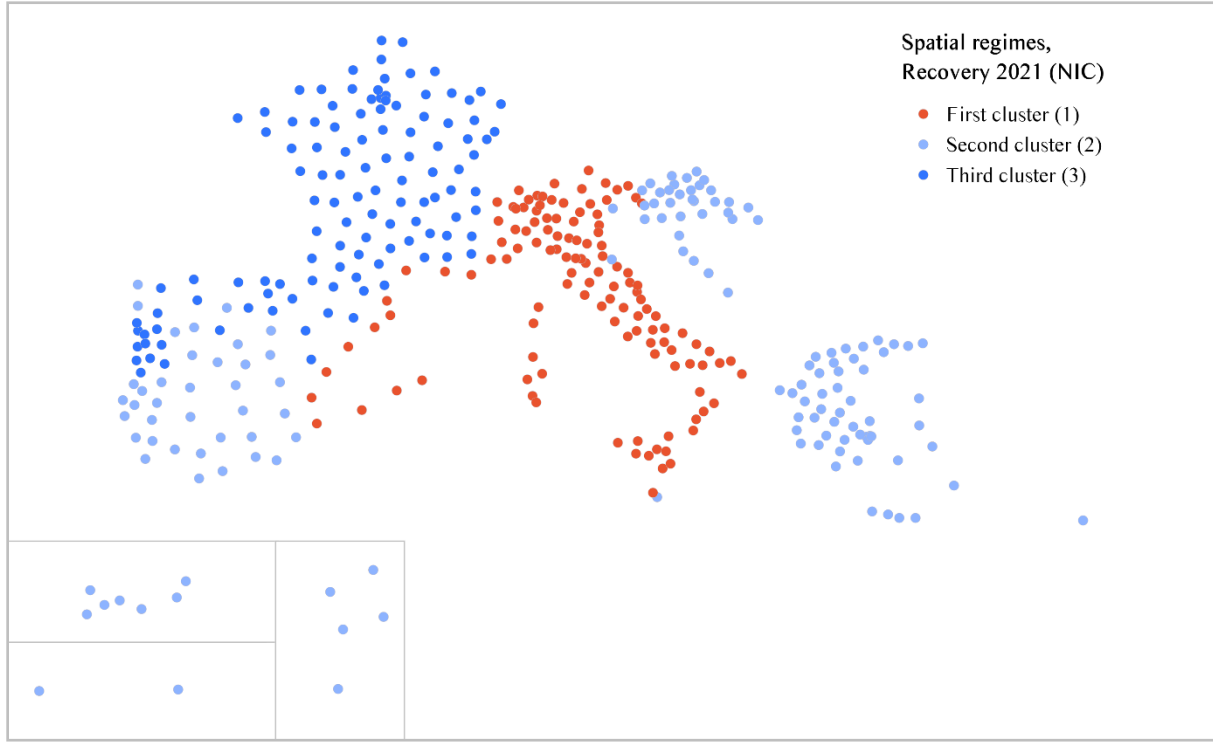 Spatial regimes,
Recovery 2021 (NIC)
First cluster (1)
Second cluster (2)
Third cluster (3)